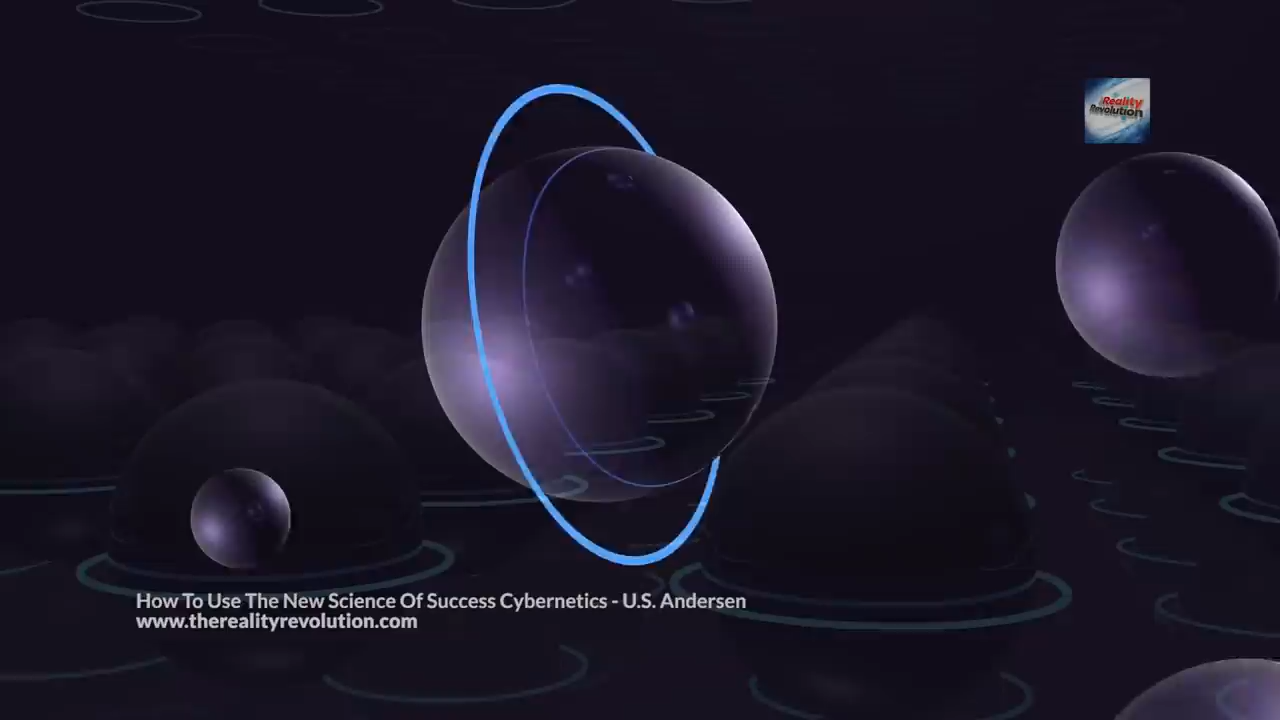 Reality
Revolution
How To Use The New Science Of Success Cybernetics - U.S. Andersen
www.therealityrevolution.com